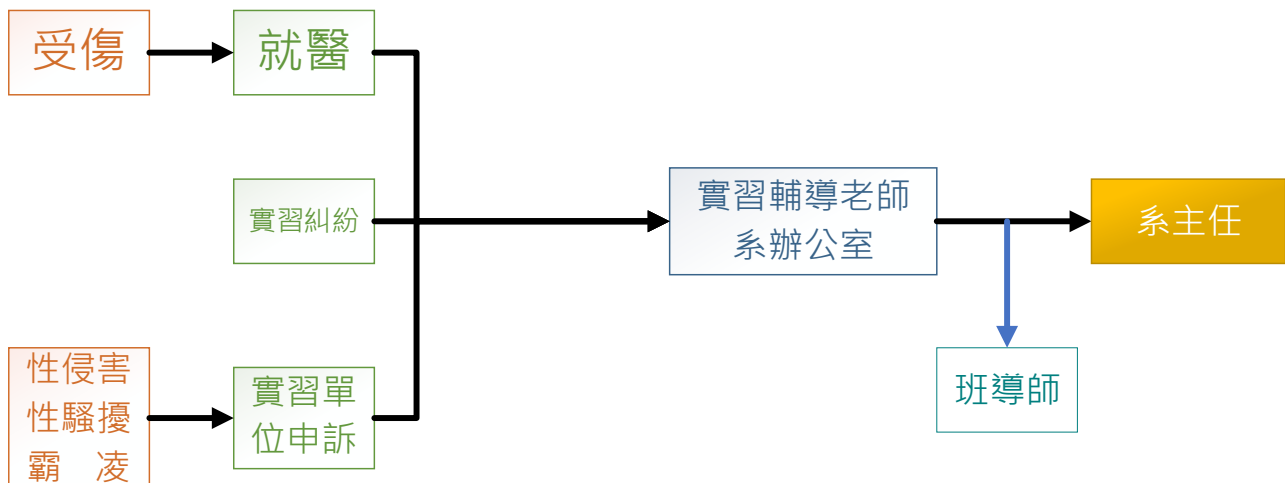 受傷
就醫
實習糾紛
實習輔導老師
系辦公室
系主任
性侵害
性騷擾
霸　凌
實習單
位申訴
班導師